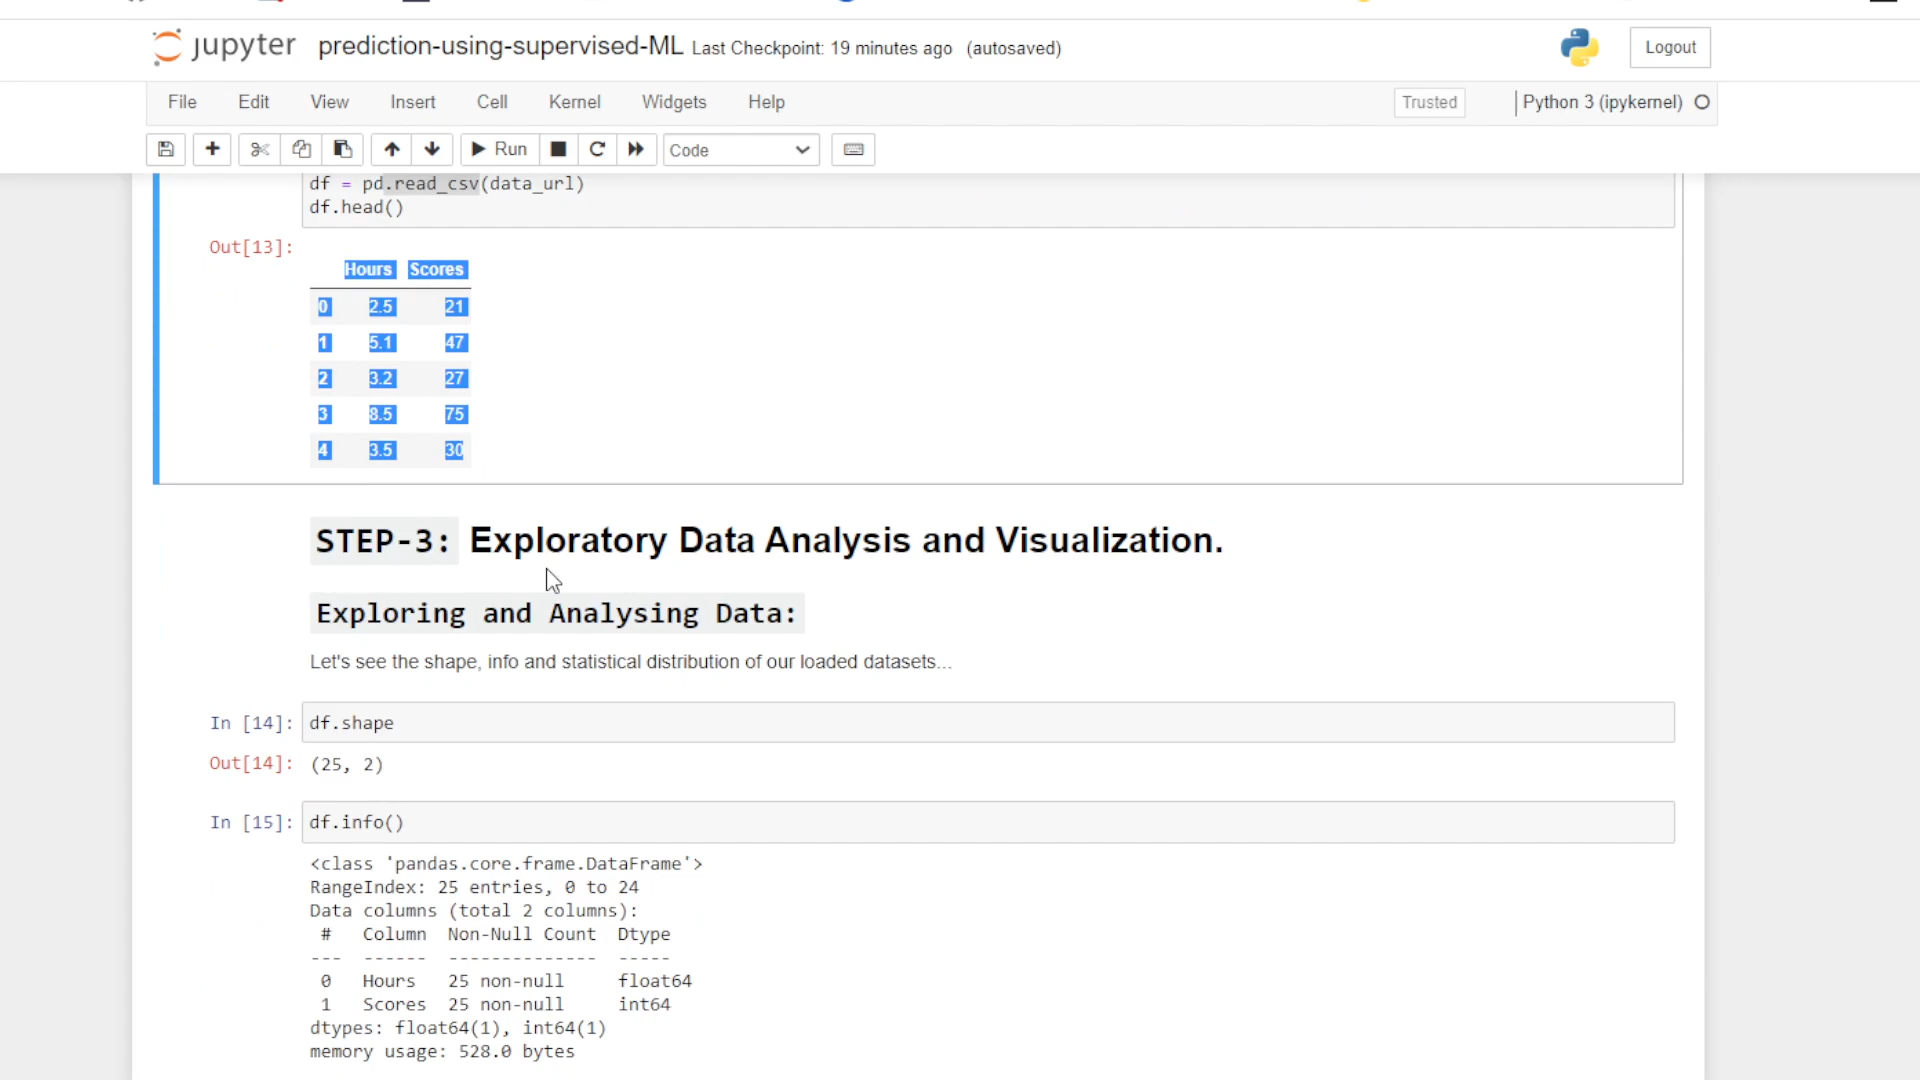 jupyter prediction-using-supervised-ML Last Checkpoint: 19 minutes ago (autosaved) Logout
File Edit View Insert Cell Kernel Widgets Help Trusted Python 3 (ipykernel)
Run Code
df = pd.read_csv(data_url)
df.head()
Out[13]:
Hours Scores
0 2.5 21
1 5.1 47
2 3.2 27
3 8.5 75
4 3.5 30
STEP-3: Exploratory Data Analysis and Visualization.
Exploring and Analysing Data:
Let's see the shape, info and statistical distribution of our loaded datasets...
In [14]: df.shape
Out[14]: (25, 2)
In [15]: df.info()
<class 'pandas.core.frame.DataFrame'>
RangeIndex: 25 entries, 0 to 24
Data columns (total 2 columns):
# Column Non-Null Count Dtype
--- ------ -------------- -----
0 Hours 25 non-null float64
1 Scores 25 non-null int64
dtypes: float64(1), int64(1)
memory usage: 528.0 bytes